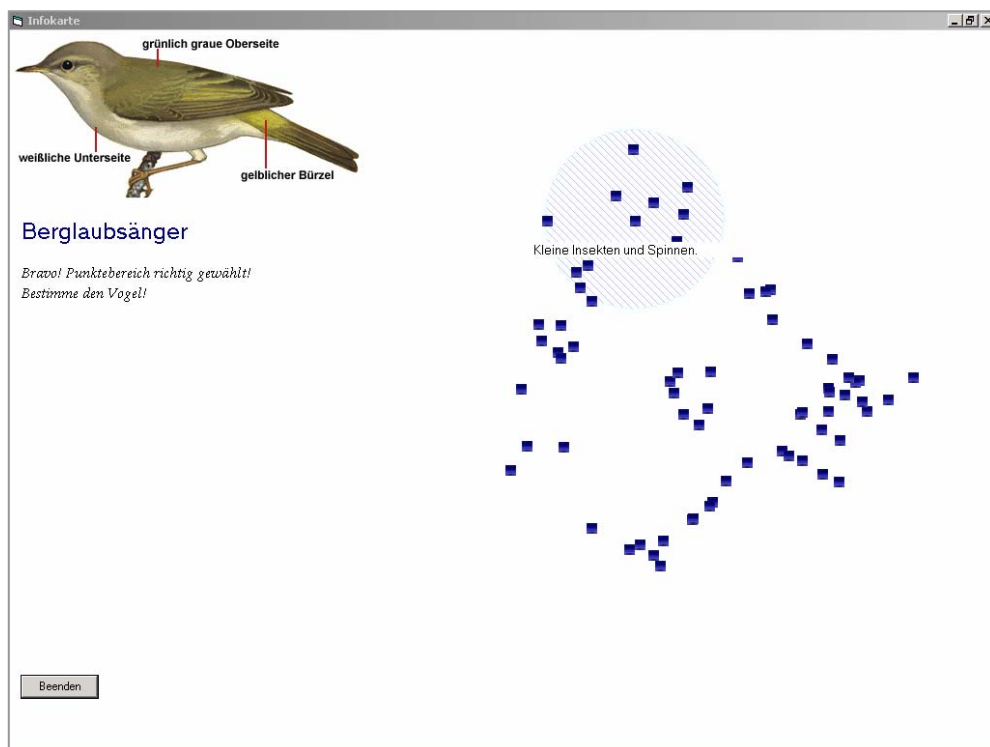 Infokarte
grünlich graue Oberseite
weißliche Unterseite
gelblicher Bürzel
Berglaubsänger
Bravo! Punktebereich richtig gewählt!
Bestimme den Vogel!
Kleine Insekten und Spinnen.
Beenden